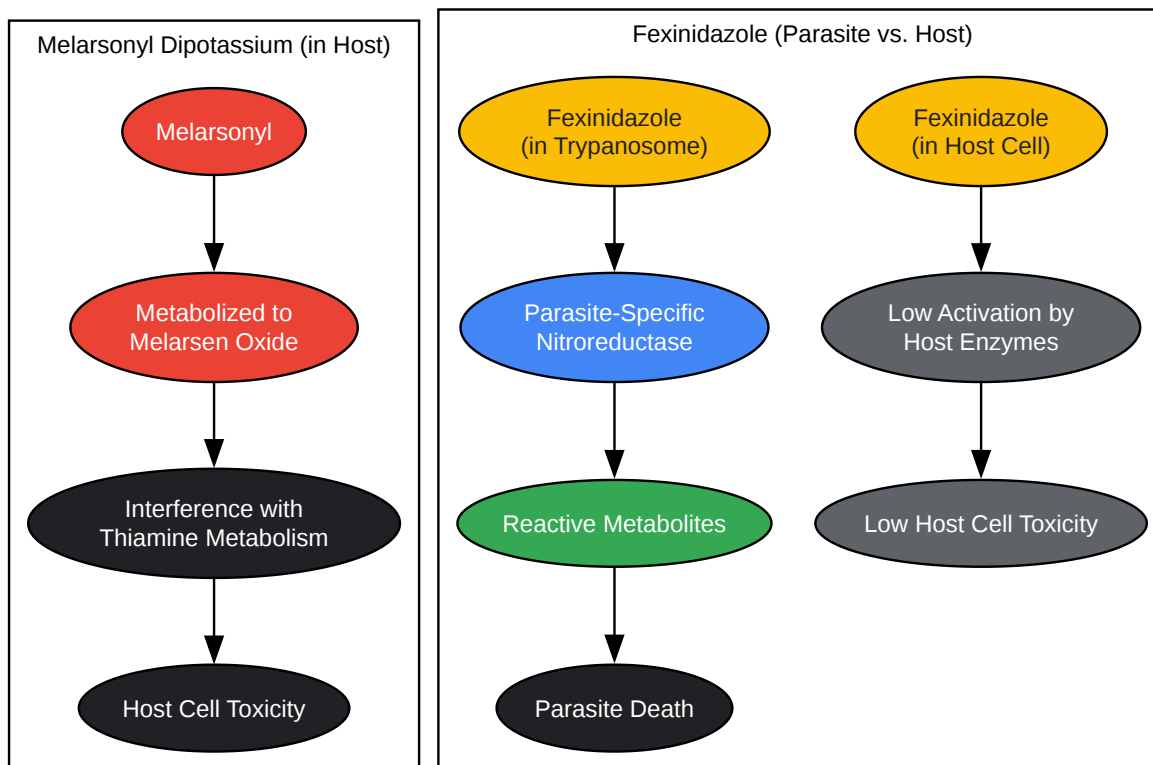 Melarsonyl Dipotassium (in Host)
Melarsonyl
Metabolized to
Melarsen Oxide
Interference with
Thiamine Metabolism
Host Cell Toxicity
Fexinidazole (Parasite vs. Host)
Fexinidazole
(in Trypanosome)
Parasite-Specific
Nitroreductase
Reactive Metabolites
Parasite Death
Fexinidazole
(in Host Cell)
Low Activation by
Host Enzymes
Low Host Cell Toxicity